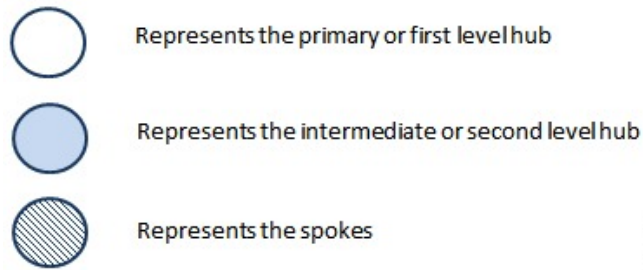 Represents the primary or first level hub
Represents the intermediate or second level hub
Represents the spokes